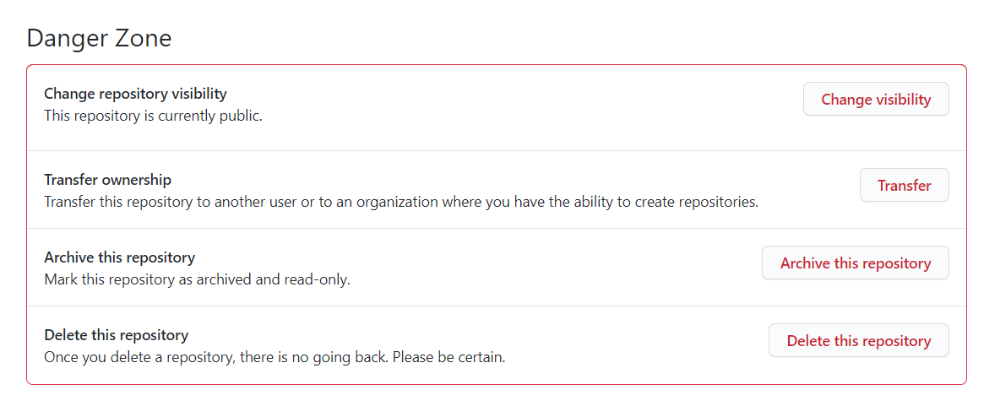 Danger Zone
Change repository visibility
This repository is currently public.
Change visibility
Transfer ownership
Transfer this repository to another user or to an organization where you have the ability to create repositories.
Transfer
Archive this repository
Mark this repository as archived and read-only.
Archive this repository
Delete this repository
Once you delete a repository, there is no going back. Please be certain.
Delete this repository